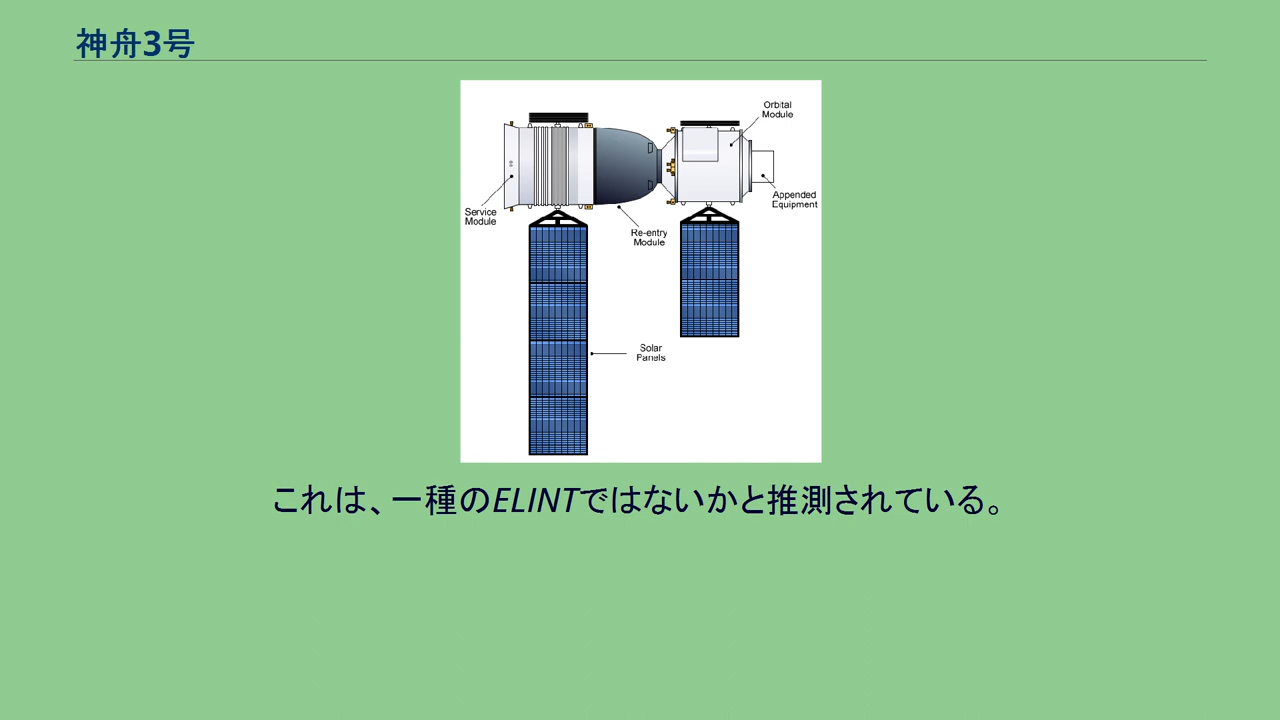 神舟3号
Orbital
Module
Appended
Equipment
Service
Module
Re-entry
Module
Solar
Panels
これは、一種のELINTではないかと推測されている。